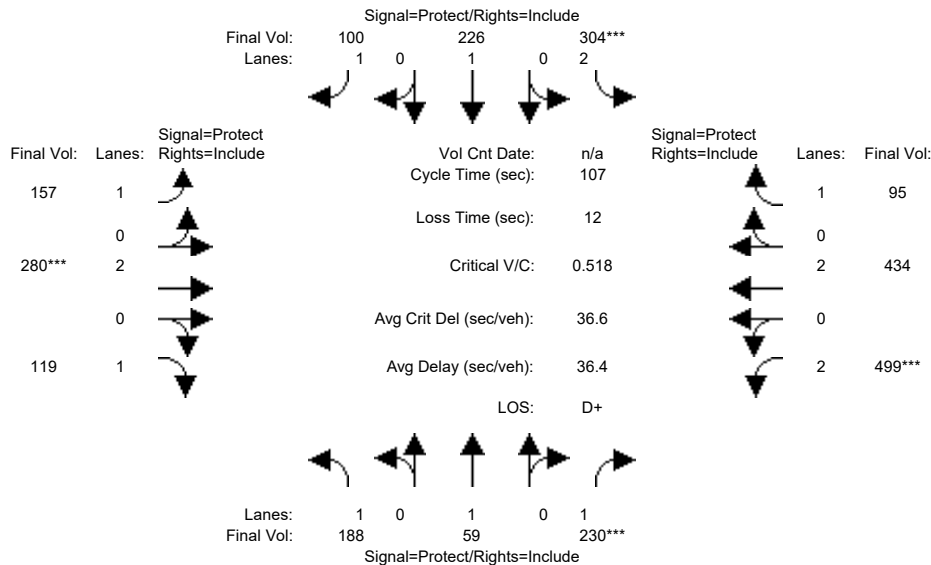 Signal=Protect/Rights=Include
Final Vol: 100 226 304***
Lanes: 1 0 1 0 2
Signal=Protect Signal=Protect
Final Vol: Lanes: Rights=Include Vol Cnt Date: n/a Rights=Include Lanes: Final Vol:
Cycle Time (sec): 107
157 1 1 95
Loss Time (sec): 12
0 0
280*** 2 Critical V/C: 0.518 2 434
0 Avg Crit Del (sec/veh): 36.6 0
119 1 Avg Delay (sec/veh): 36.4 2 499***
LOS: D+
Lanes: 1 0 1 0 1
Final Vol: 188 59 230***
Signal=Protect/Rights=Include